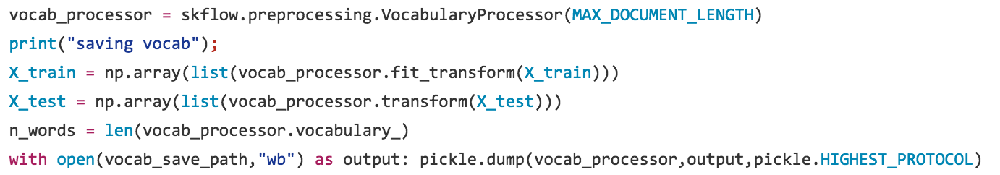 vocab_processor = skflow.preprocessing.VocabularyProcessor(MAX_DOCUMENT_LENGTH)
print("saving vocab");
X_train = np.array(list(vocab_processor.fit_transform(X_train)))
X_test = np.array(list(vocab_processor.transform(X_test)))
n_words = len(vocab_processor.vocabulary_)
with open(vocab_save_path,"wb") as output: pickle.dump(vocab_processor,output,pickle.HIGHEST_PROTOCOL)